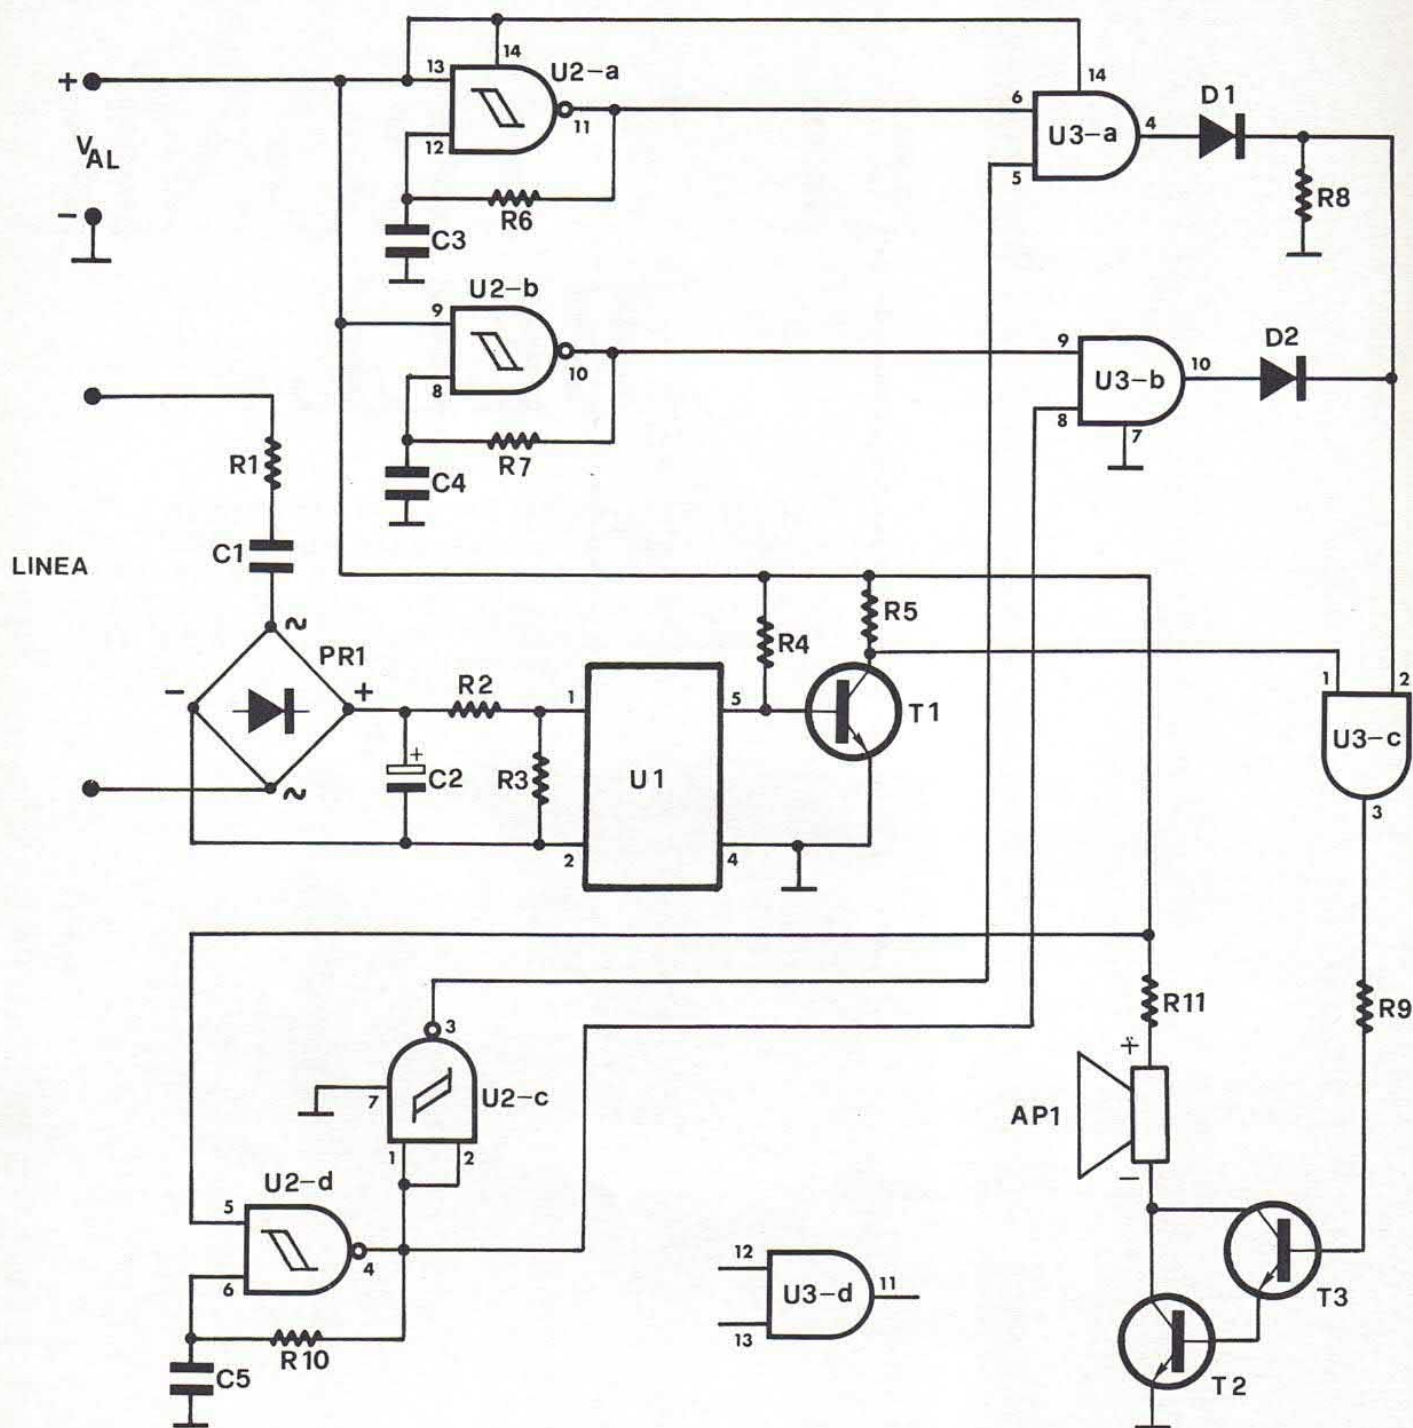 14
13
U2-a
14
D1
+
6
11
U3-a
4
VAL
12
5
R8
-
R6
C3
U2-b
9
D2
9
10
10
U3-b
8
8
R7
7
R1
C4
C1
LINEA
~
R5
PR1
R4
-
+
R2
1
5
1
2
T1
U3-c
+
C2
R3
U1
~
3
2
4
R11
R9
3
+
7
U2-c
AP1
1
2
U2-d
5
-
12
4
11
6
U3-d
T3
13
R10
C5
T2